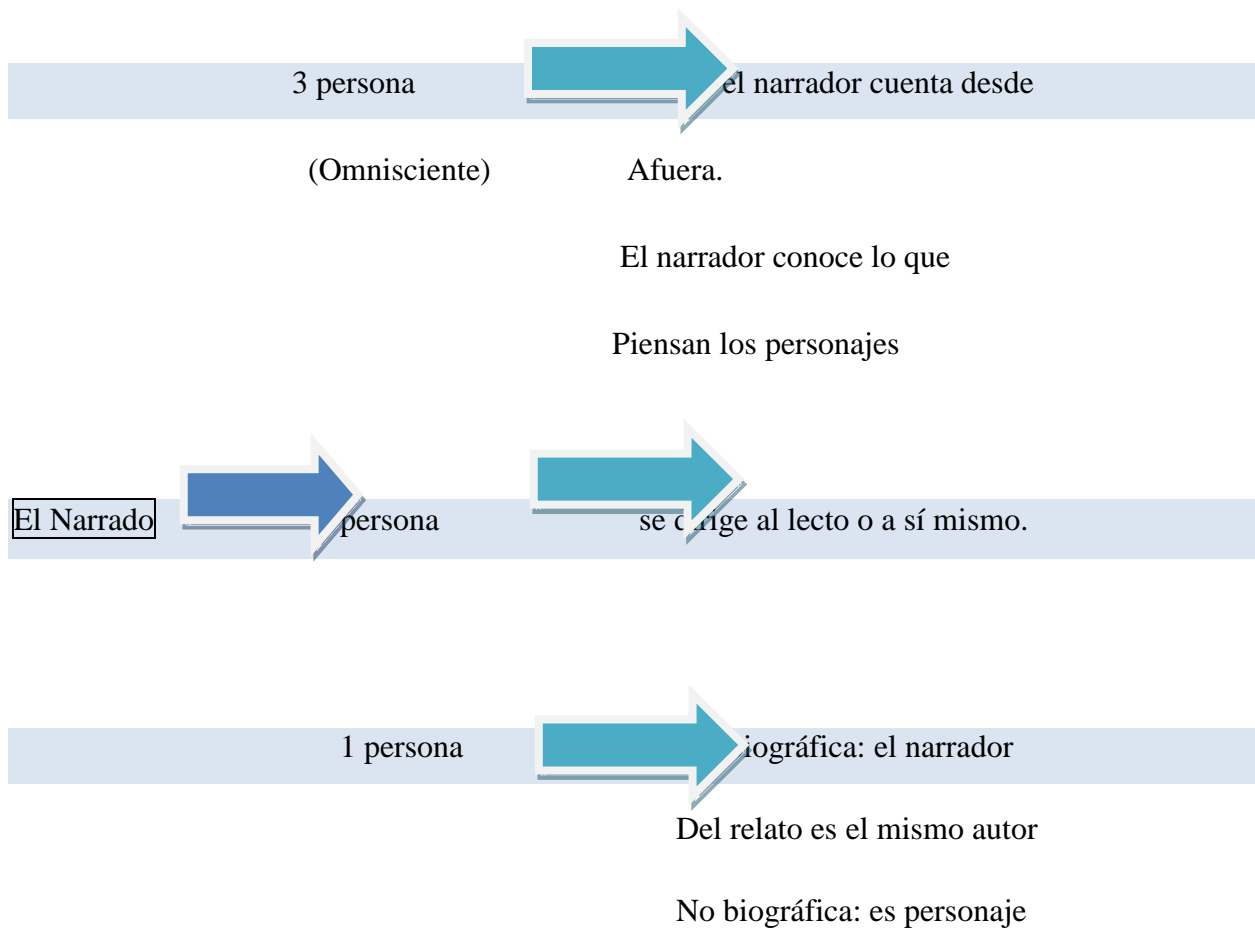 3 persona el narrador cuenta desde
(Omnisciente) Afuera.
El narrador conoce lo que
Piensan los personajes
El Narrado persona se dirige al lecto o a sí mismo.
1 persona iográfica: el narrador
Del relato es el mismo autor
No biográfica: es personaje